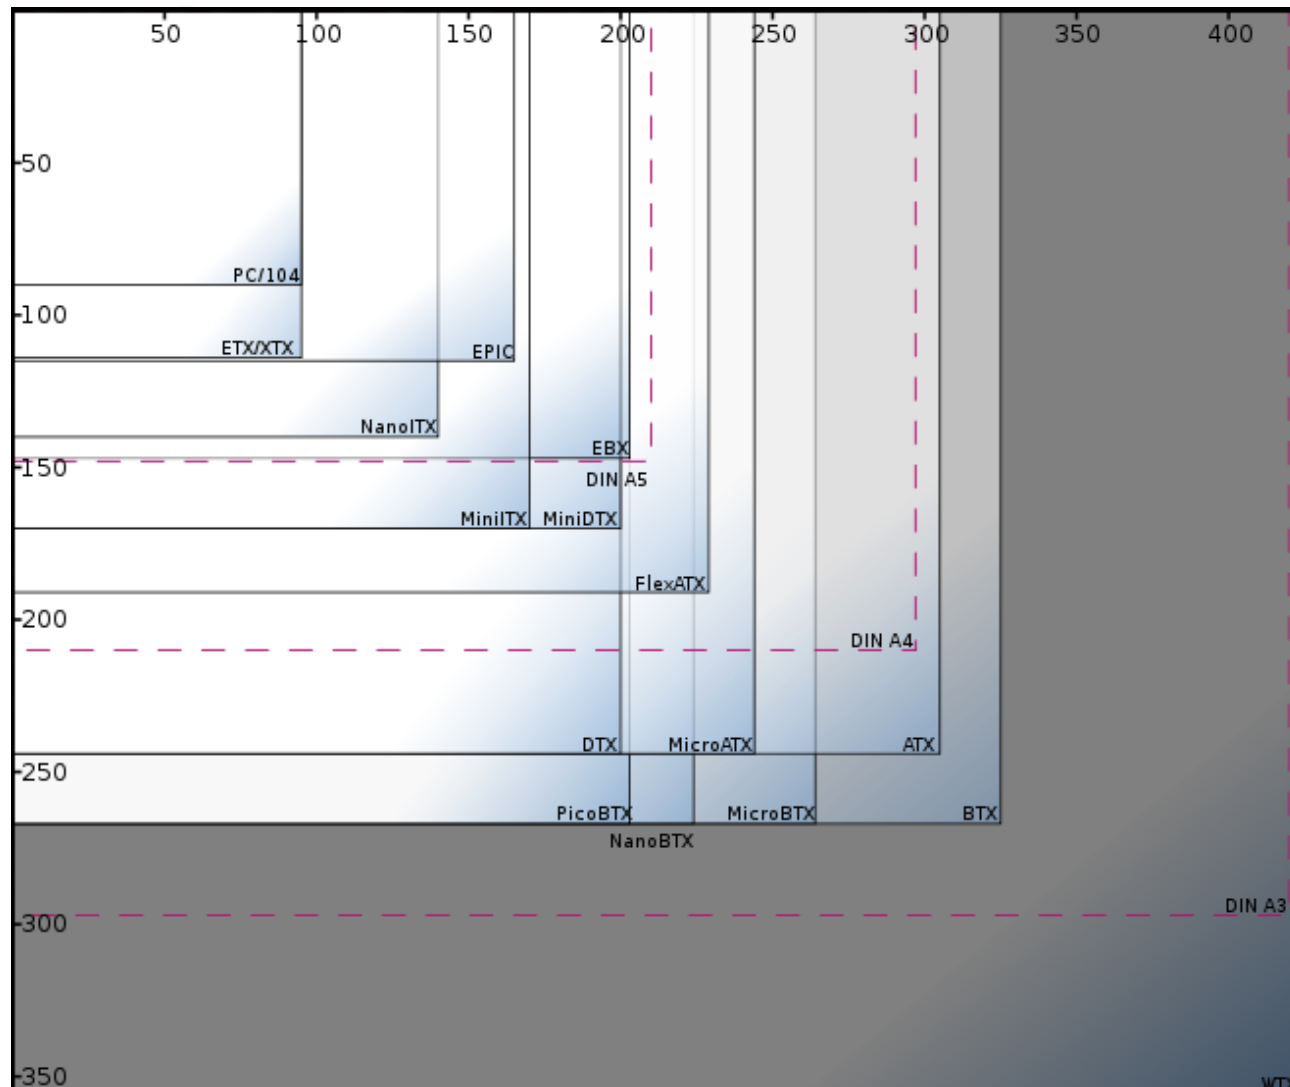 50 100 150 200 250 300 350 400
50
PC/104
100
ETX/XTX
EPIC
NanoITX
EBX
150
DIN A5
MiniITX MiniDTX
FlexATX
200
DIN A4
DTX MicroATX ATX
250
PicoBTX MicroBTX BTX
NanoBTX
DIN A3
300
350